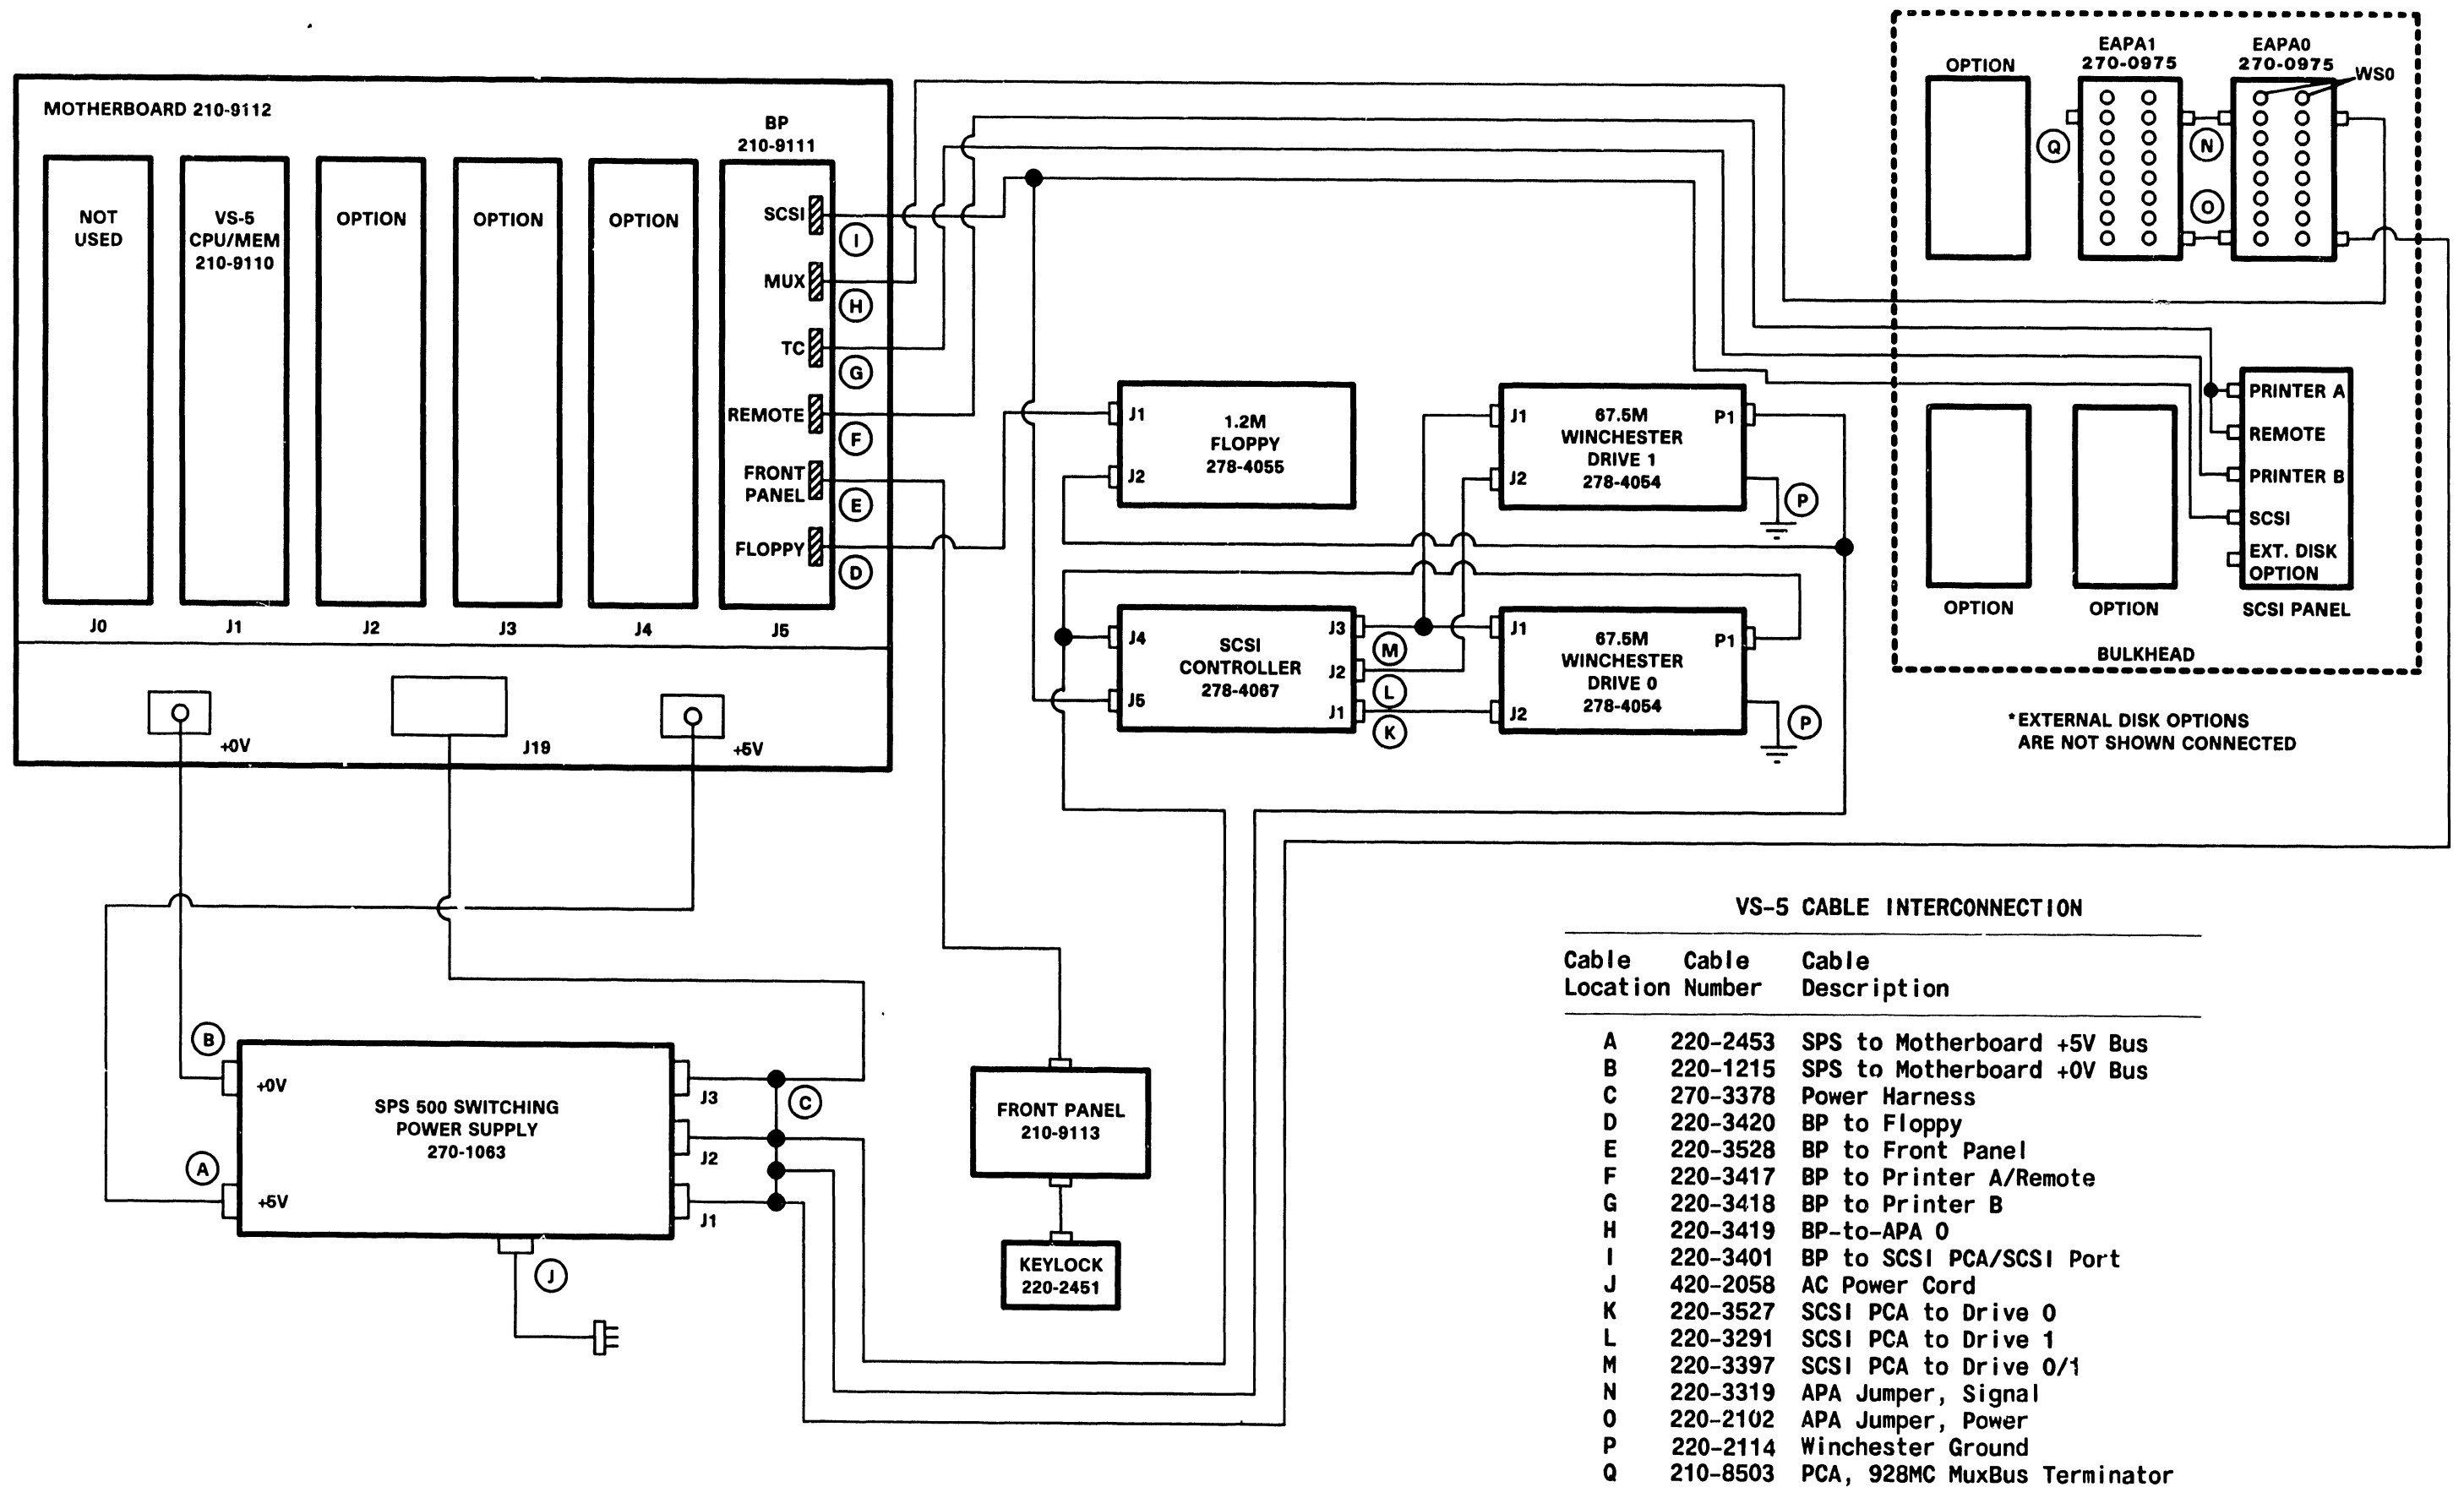 MOTHERBOARD 210-9112
BP
210-9111
NOT
USED
VS-5
CPU/MEM
210-9110
OPTION
OPTION
OPTION
SCSI
I
MUX
H
TC
G
REMOTE
F
FRONT
PANEL
E
FLOPPY
D
J0
J1
J2
J3
J4
J5
+0V
J19
+5V
J1
J2
1.2M
FLOPPY
278-4055
J1
J2
67.5M
WINCHESTER
DRIVE 1
278-4054
P1
P
J4
J5
SCSI
CONTROLLER
278-4067
J3
J2
J1
M
L
K
J1
J2
67.5M
WINCHESTER
DRIVE 0
278-4054
P1
P
OPTION
EAPA1
270-0975
EAPA0
270-0975
WS0
Q
N
O
PRINTER A
REMOTE
PRINTER B
SCSI
EXT. DISK
OPTION
OPTION
OPTION
SCSI PANEL
BULKHEAD
*EXTERNAL DISK OPTIONS
ARE NOT SHOWN CONNECTED
B
A
+0V
+5V
SPS 500 SWITCHING
POWER SUPPLY
270-1063
J3
J2
J1
C
J
FRONT PANEL
210-9113
KEYLOCK
220-2451
VS-5 CABLE INTERCONNECTION
Cable Cable Cable
Location Number Description
A 220-2453 SPS to Motherboard +5V Bus
B 220-1215 SPS to Motherboard +0V Bus
C 270-3378 Power Harness
D 220-3420 BP to Floppy
E 220-3528 BP to Front Panel
F 220-3417 BP to Printer A/Remote
G 220-3418 BP to Printer B
H 220-3419 BP-to-APA 0
I 220-3401 BP to SCSI PCA/SCSI Port
J 420-2058 AC Power Cord
K 220-3527 SCSI PCA to Drive 0
L 220-3291 SCSI PCA to Drive 1
M 220-3397 SCSI PCA to Drive 0/1
N 220-3319 APA Jumper, Signal
O 220-2102 APA Jumper, Power
P 220-2114 Winchester Ground
Q 210-8503 PCA, 928MC MuxBus Terminator